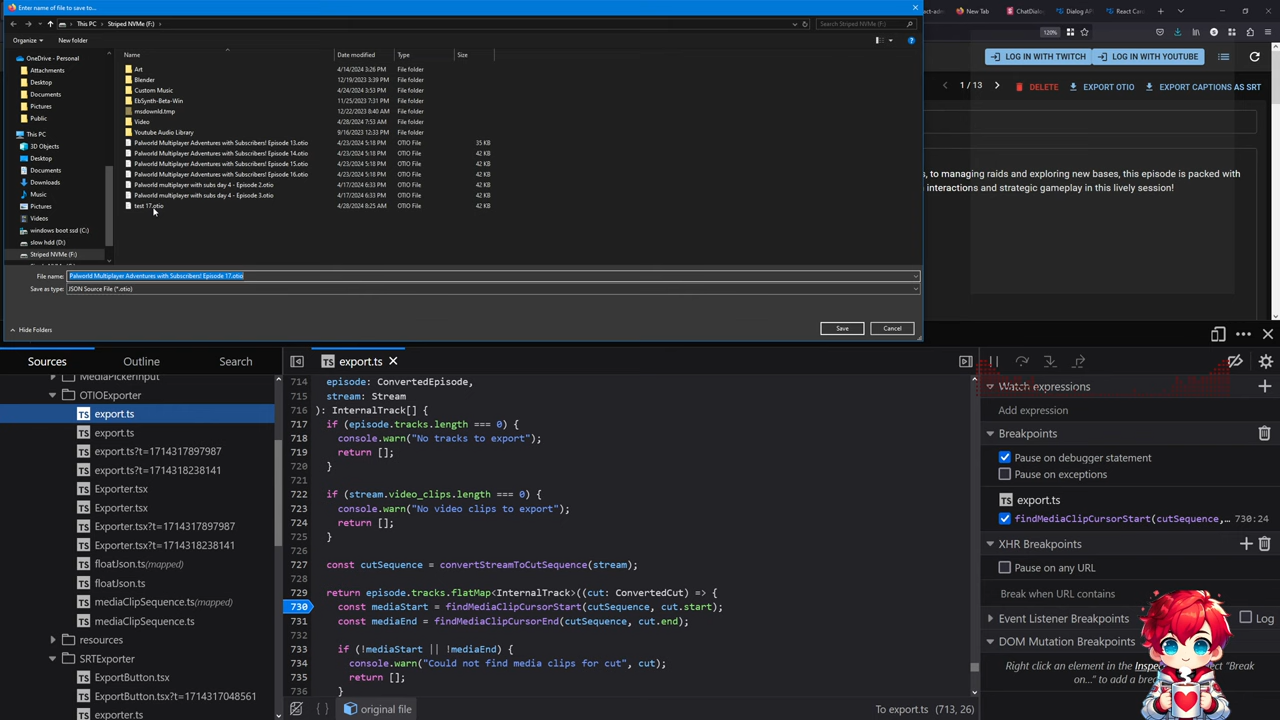 Enter name of file to save to...
This PC
Striped NVMe (F:)
Search Striped NVMe (F:)
Organize
New folder
OneDrive - Personal
Attachments
Desktop
Documents
Pictures
Public
This PC
3D Objects
Desktop
Documents
Downloads
Music
Pictures
Videos
windows boot ssd (C:)
slow hdd (D:)
Striped NVMe (F:)
Name Date modified Type Size
Art 4/14/2024 3:26 PM File folder
Blender 12/19/2023 3:39 PM File folder
Custom Music 4/24/2024 3:53 PM File folder
EbSynth-Beta-Win 11/25/2023 7:31 PM File folder
msdownld.tmp 12/22/2023 8:40 AM File folder
Video 4/28/2024 7:53 AM File folder
Youtube Audio Library 9/16/2023 12:33 PM File folder
Palworld Multiplayer Adventures with Subscribers! Episode 13.otio 4/23/2024 5:18 PM OTIO File 35 KB
Palworld Multiplayer Adventures with Subscribers! Episode 14.otio 4/23/2024 5:18 PM OTIO File 42 KB
Palworld Multiplayer Adventures with Subscribers! Episode 15.otio 4/23/2024 5:18 PM OTIO File 42 KB
Palworld Multiplayer Adventures with Subscribers! Episode 16.otio 4/23/2024 5:18 PM OTIO File 42 KB
Palworld multiplayer with subs day 4 - Episode 2.otio 4/17/2024 6:33 PM OTIO File 42 KB
Palworld multiplayer with subs day 4 - Episode 3.otio 4/17/2024 6:33 PM OTIO File 42 KB
test 17.otio 4/28/2024 8:25 AM OTIO File 42 KB
File name: Palworld Multiplayer Adventures with Subscribers! Episode 17.otio
Save as type: JSON Source File (*.otio)
Hide Folders
Save
Cancel
New Tab
ChatDialog
Dialog AP
React Card
120%
LOG IN WITH TWITCH
LOG IN WITH YOUTUBE
1 / 13
DELETE
EXPORT OTIO
EXPORT CAPTIONS AS SRT
, to managing raids and exploring new bases, this episode is packed with
interactions and strategic gameplay in this lively session!
Sources
Outline
Search
MediaPickerInput
OTIOExporter
export.ts
export.ts
export.ts?t=1714317897997
export.ts?t=1714318238141
Exporter.tsx
Exporter.tsx
Exporter.tsx?t=1714317897987
Exporter.tsx?t=1714318238141
floatJson.ts (mapped)
floatJson.ts
mediaClipSequence.ts (mapped)
mediaClipSequence.ts
resources
SRTExporter
ExportButton.tsx
ExportButton.tsx?t=1714317048561
exporter.ts
export.ts
714 episode: ConvertedEpisode,
715 stream: Stream
716 ): InternalTrack[] {
717 if (episode.tracks.length === 0) {
718 console.warn("No tracks to export");
719 return [];
720 }
721
722 if (stream.video_clips.length === 0) {
723 console.warn("No video clips to export");
724 return [];
725 }
726
727 const cutSequence = convertStreamToCutSequence(stream);
728
729 return episode.tracks.flatMap<InternalTrack>((cut: ConvertedCut) => {
730 const mediaStart = findMediaClipCursorStart(cutSequence, cut.start);
731 const mediaEnd = findMediaClipCursorEnd(cutSequence, cut.end);
732
733 if (!mediaStart || !mediaEnd) {
734 console.warn("Could not find media clips for cut", cut);
735 return [];
736 }
{ }
original file
To export.ts (713, 26)
Watch expressions
Add expression
Breakpoints
Pause on debugger statement
Pause on exceptions
export.ts
findMediaClipCursorStart(cutSequence,... 730:24
XHR Breakpoints
Pause on any URL
Break when URL contains
Event Listener Breakpoints
Log
DOM Mutation Breakpoints
Right click an element in the Inspe
ct "Break
on..." to add a brea